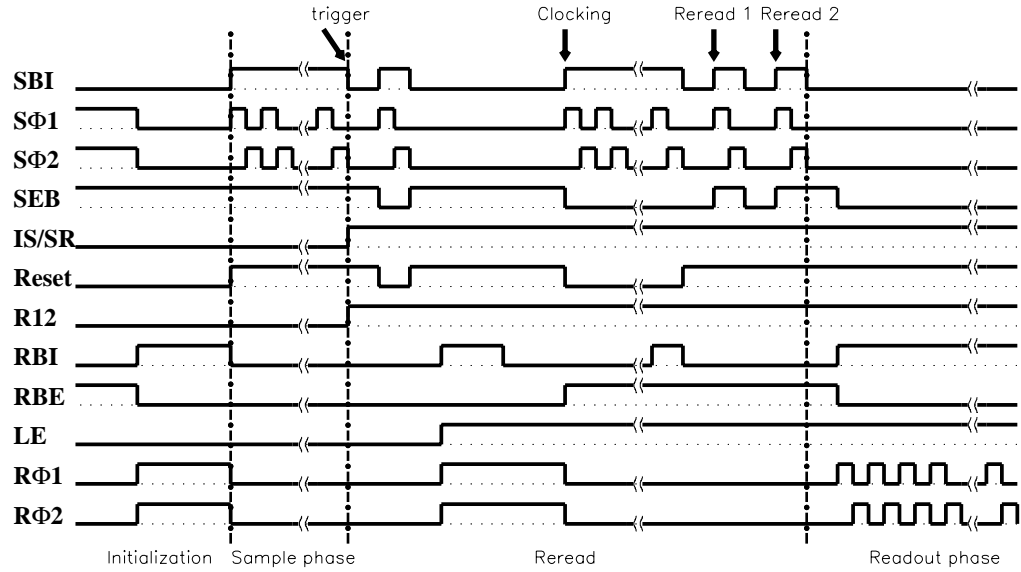 trigger Clocking Reread 1 Reread 2
SBI
SΦ1
SΦ2
SEB
IS/SR
Reset
R12
RBI
RBE
LE
RΦ1
RΦ2
Initialization Sample phase Reread Readout phase